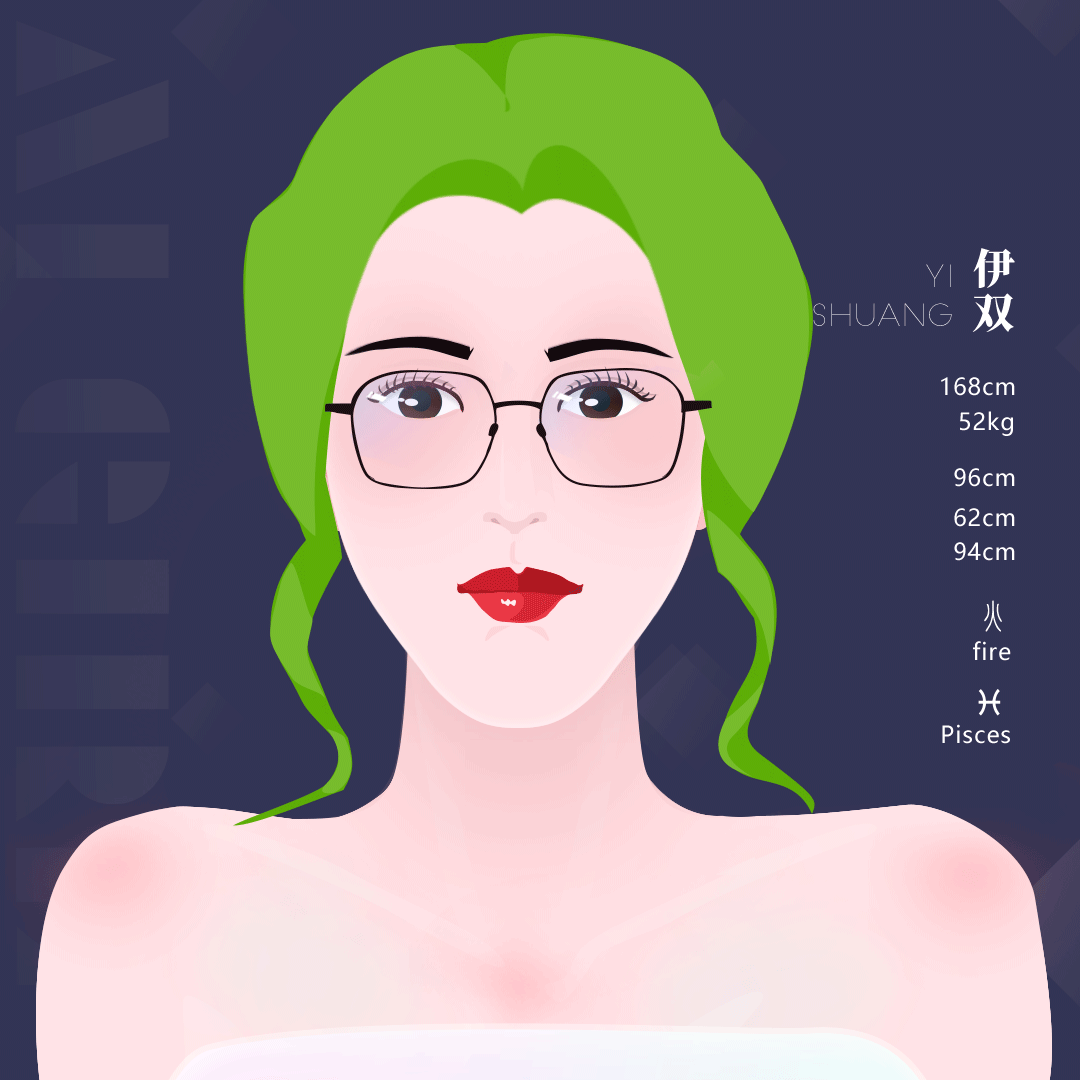 YI
SHUANG
伊
双
168cm
52kg
96cm
62cm
94cm
火
fire
♓
Pisces